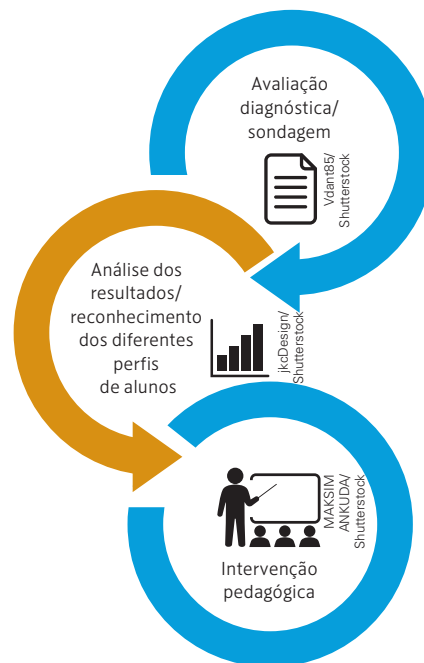 Avaliação
diagnóstica/
sondagem
Vdant85/
Shutterstock
Análise dos
resultados/
reconhecimento
dos diferentes
perfis
de alunos
jkcDesign/
Shutterstock
MAKSIM
ANKUDA/
Shutterstock
Intervenção
pedagógica